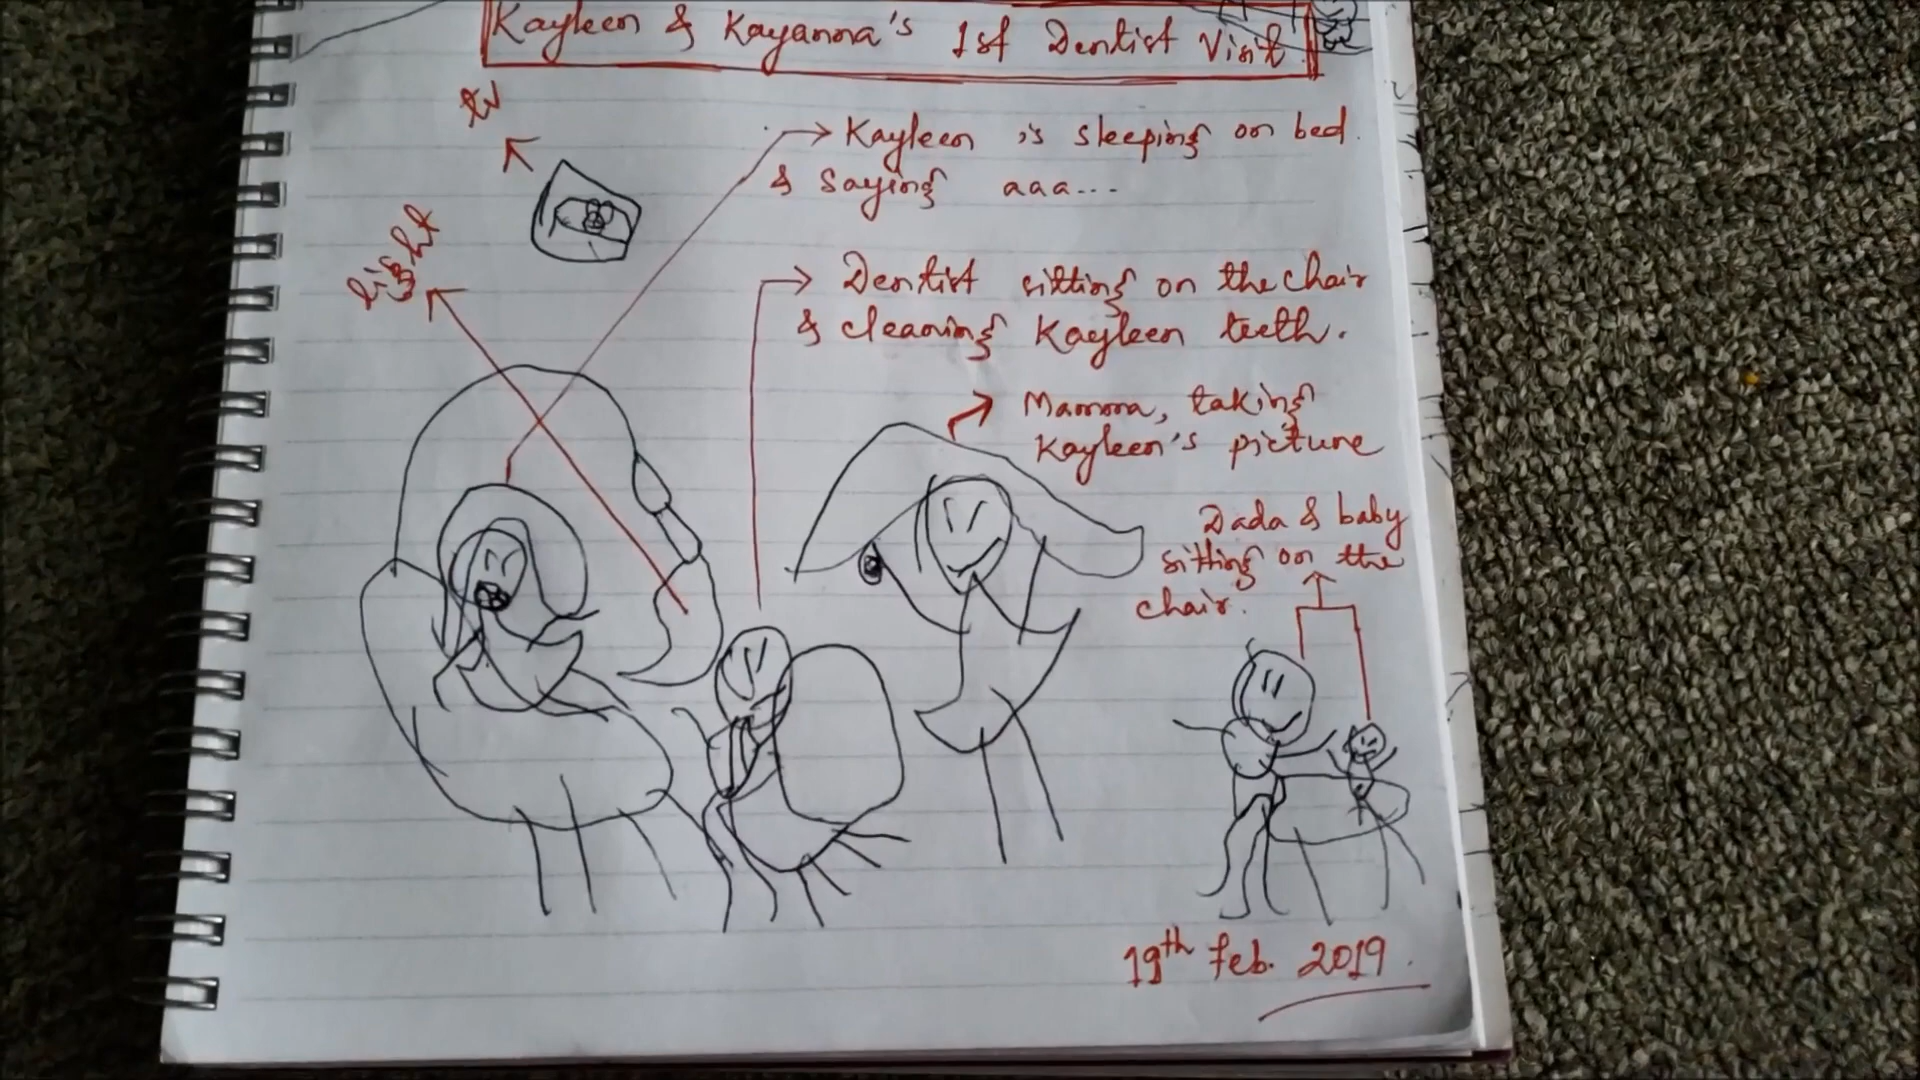 Kayleen & Kayanna's 1st Dentist Visit
tv
Kayleen is sleeping on bed
& saying aaa...
light
Dentist sitting on the chair
& cleaning Kayleen teeth.
Mamma, taking
Kayleen's picture
Dada & baby
sitting on the
chair.
19th feb. 2019